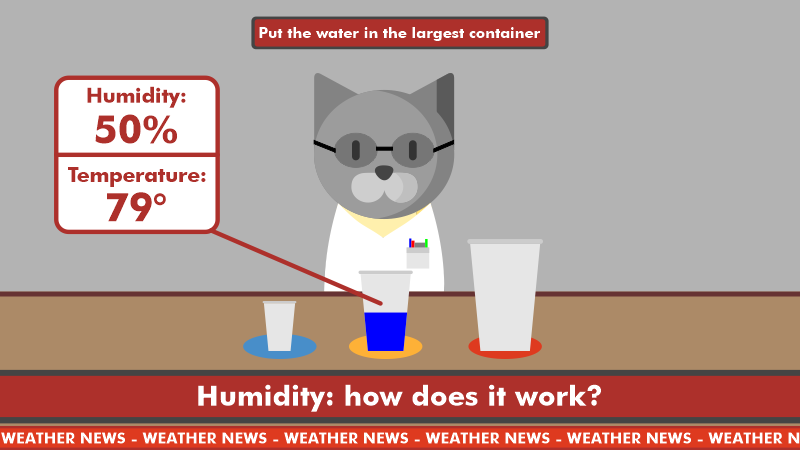 Put the water in the largest container
Humidity:
50%
Temperature:
79°
Humidity: how does it work?
WEATHER NEWS - WEATHER NEWS - WEATHER NEWS - WEATHER NEWS - WEATHER NEWS - WEATHER N